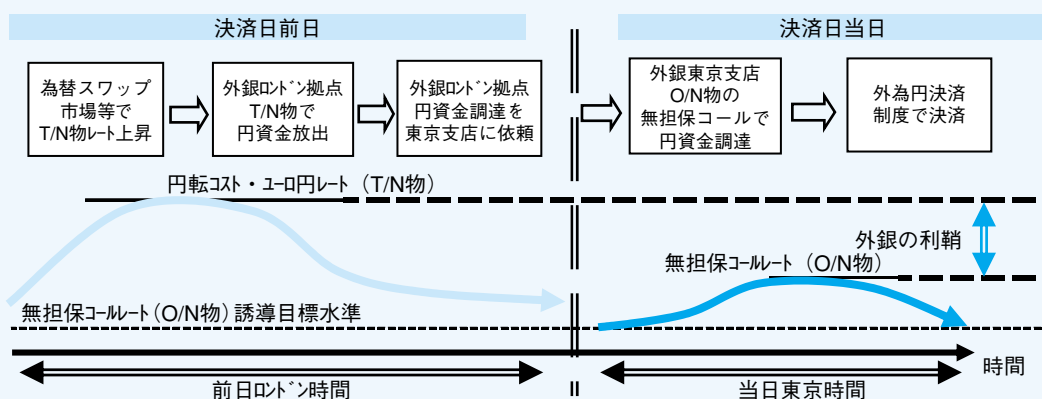 決済日前日
決済日当日
為替スワップ
市場等で
T/N物レート上昇
外銀ロンドン拠点
T/N物で
円資金放出
外銀ロンドン拠点
円資金調達を
東京支店に依頼
外銀東京支店
O/N物の
無担保コールで
円資金調達
外為円決済
制度で決済
円転コスト・ユーロ円レート（T/N物）
外銀の利鞘
無担保コールレート（O/N物）
無担保コールレート（O/N物）誘導目標水準
時間
前日ロンドン時間
当日東京時間